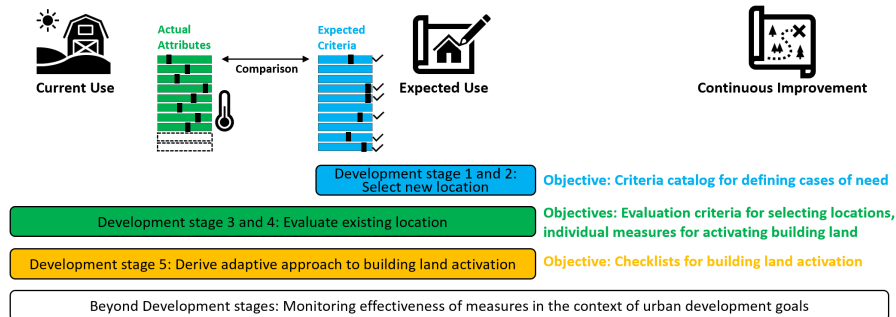 Actual
Attributes
Expected
Criteria
Comparison
Current Use
Expected Use
Continuous Improvement
Development stage 1 and 2:
Select new location
Objective: Criteria catalog for defining cases of need
Development stage 3 and 4: Evaluate existing location
Objectives: Evaluation criteria for selecting locations,
individual measures for activating building land
Development stage 5: Derive adaptive approach to building land activation
Objective: Checklists for building land activation
Beyond Development stages: Monitoring effectiveness of measures in the context of urban development goals